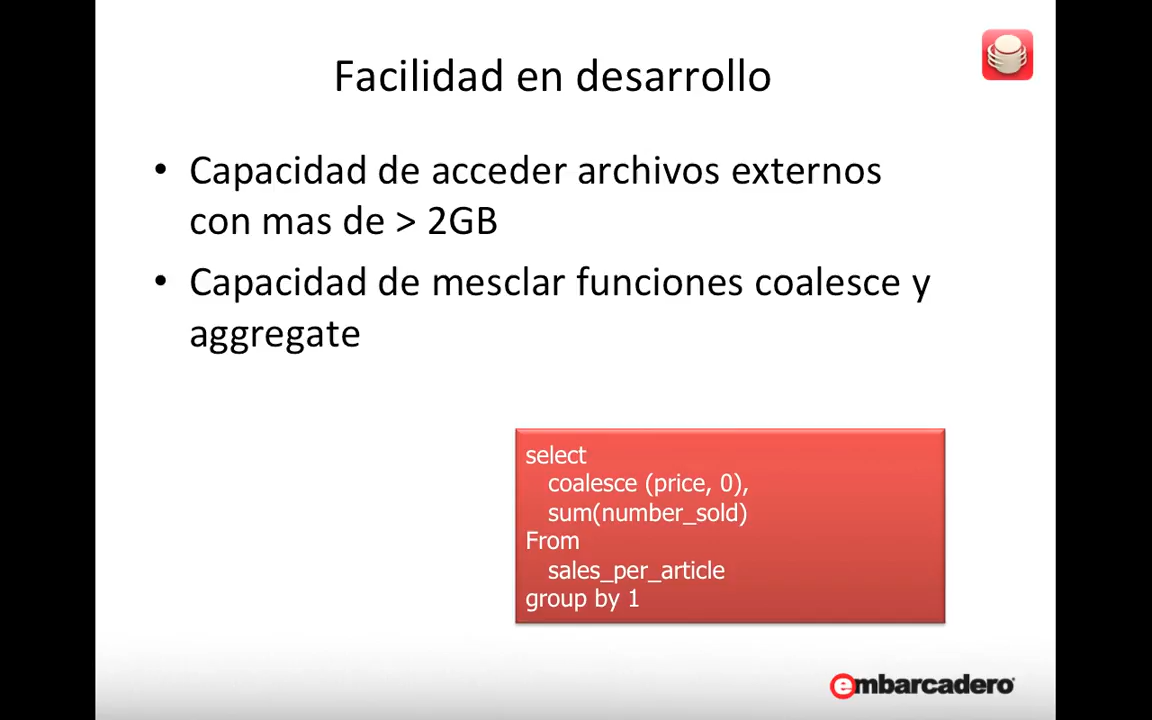 Facilidad en desarrollo
• Capacidad de acceder archivos externos
con mas de > 2GB
• Capacidad de mesclar funciones coalesce y
aggregate
select
coalesce (price, 0),
sum(number_sold)
From
sales_per_article
group by 1
embarcadero